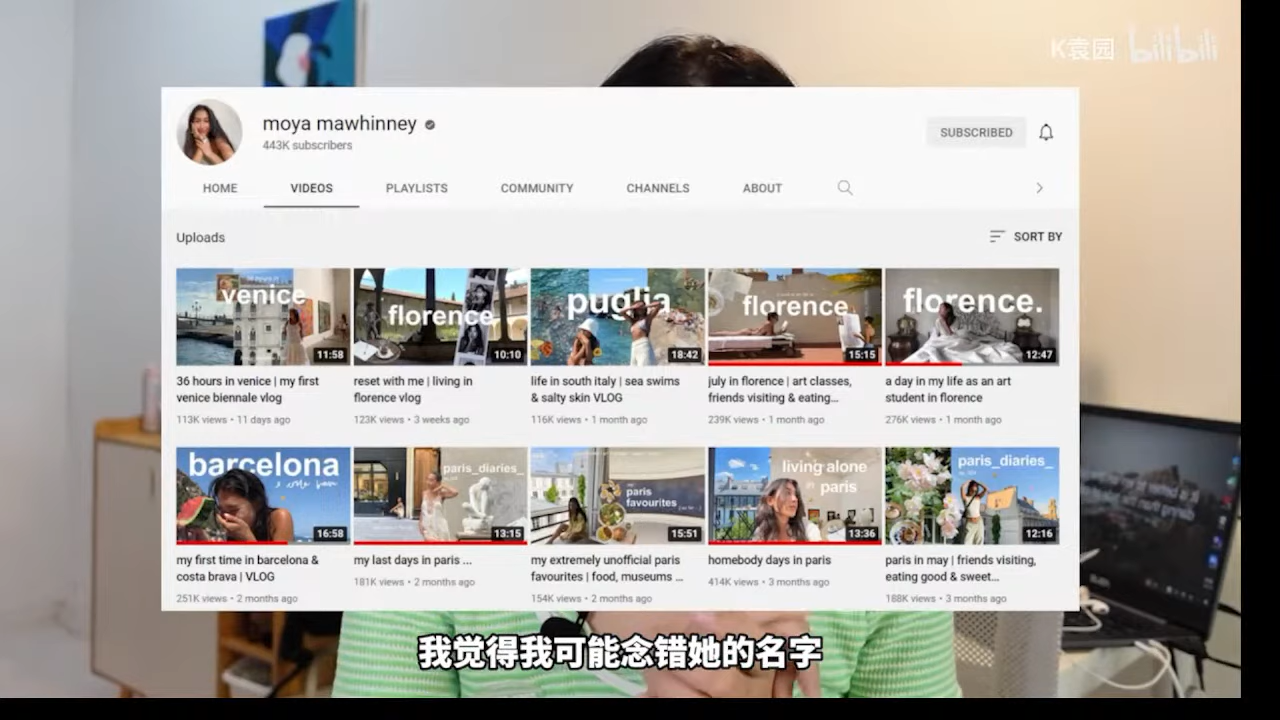 K袁园 bilibili
moya mawhinney
443K subscribers
SUBSCRIBED
HOME VIDEOS PLAYLISTS COMMUNITY CHANNELS ABOUT
Uploads
SORT BY
venice
11:58
florence
10:10
puglia
18:42
florence
15:15
florence.
12:47
36 hours in venice | my first
venice biennale vlog
113K views • 11 days ago
reset with me | living in
florence vlog
123K views • 3 weeks ago
life in south italy | sea swims
& salty skin VLOG
116K views • 1 month ago
july in florence | art classes,
friends visiting & eating...
239K views • 1 month ago
a day in my life as an art
student in florence
276K views • 1 month ago
barcelona
& costa brava
16:58
paris_diaries_
13:15
paris
favourites
15:51
living alone
in paris
13:36
paris_diaries_
12:16
my first time in barcelona &
costa brava | VLOG
251K views • 2 months ago
my last days in paris ...
181K views • 2 months ago
my extremely unofficial paris
favourites | food, museums ...
154K views • 2 months ago
homebody days in paris
414K views • 3 months ago
paris in may | friends visiting,
eating good & sweet...
188K views • 3 months ago
我觉得我可能念错她的名字